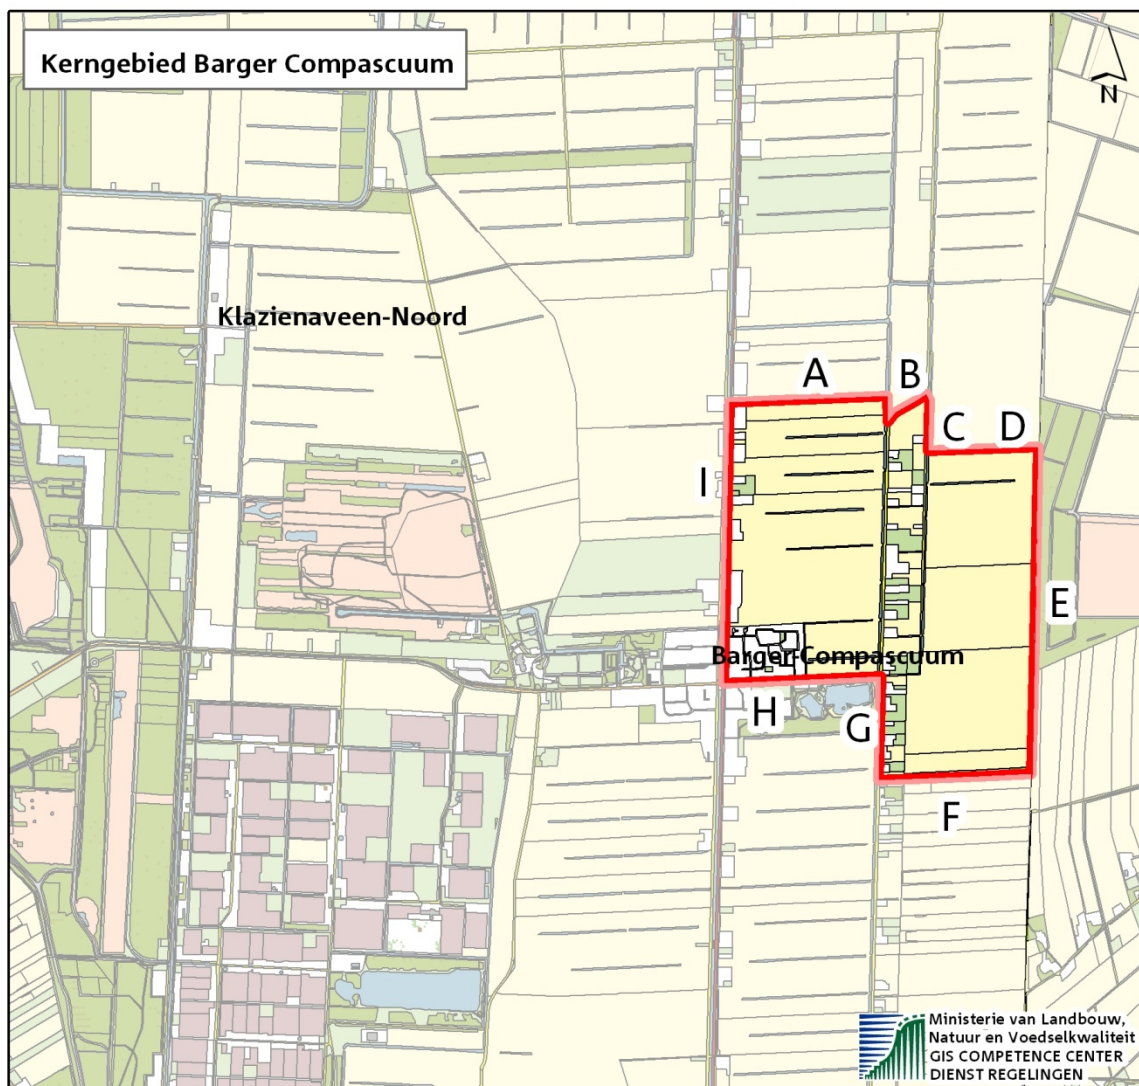 Kerngebied Barger Compascuum
N
Klazienaveen-Noord
A
B
C
D
I
E
Barger-Compascuum
H
G
F
Ministerie van Landbouw,
Natuur en Voedselkwaliteit
GIS COMPETENCE CENTER
DIENST REGELINGEN